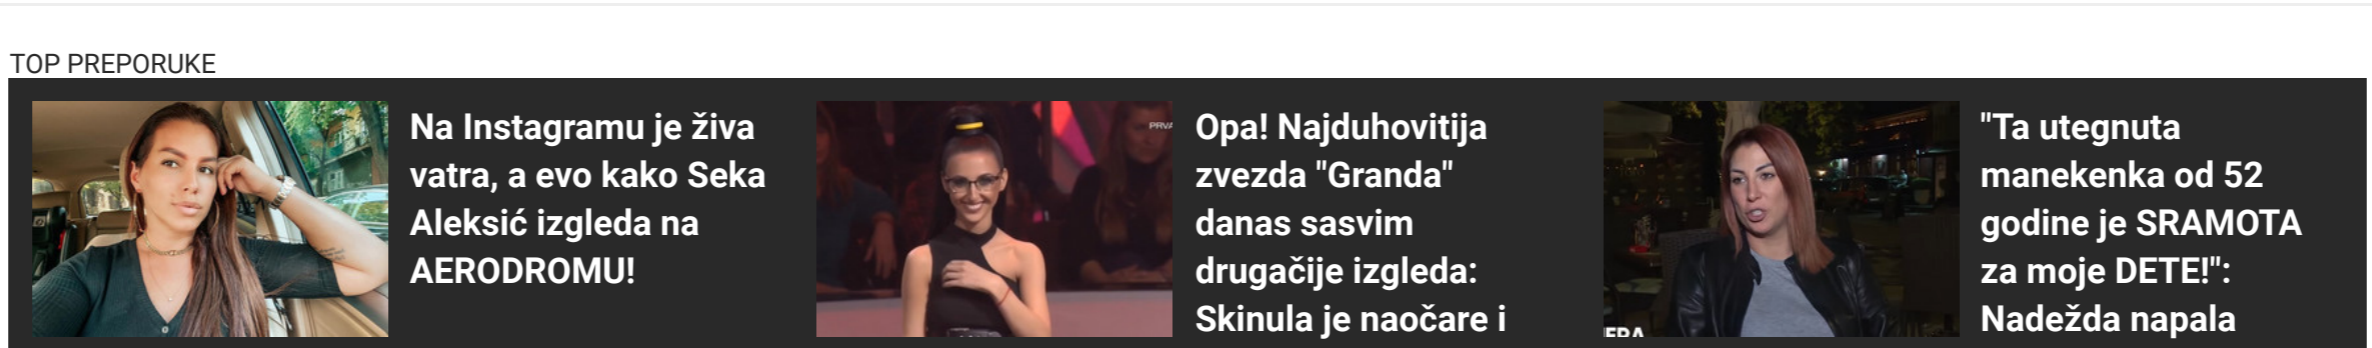 TOP PREPORUKE
Na Instagramu je živa
vatra, a evo kako Seka
Aleksić izgleda na
AERODROMU!
PRVA
Opa! Najduhovitija
zvezda "Granda"
danas sasvim
drugačije izgleda:
Skinula je naočare i
"Ta utegnuta
manekenka od 52
godine je SRAMOTA
za moje DETE!":
Nadežda napala